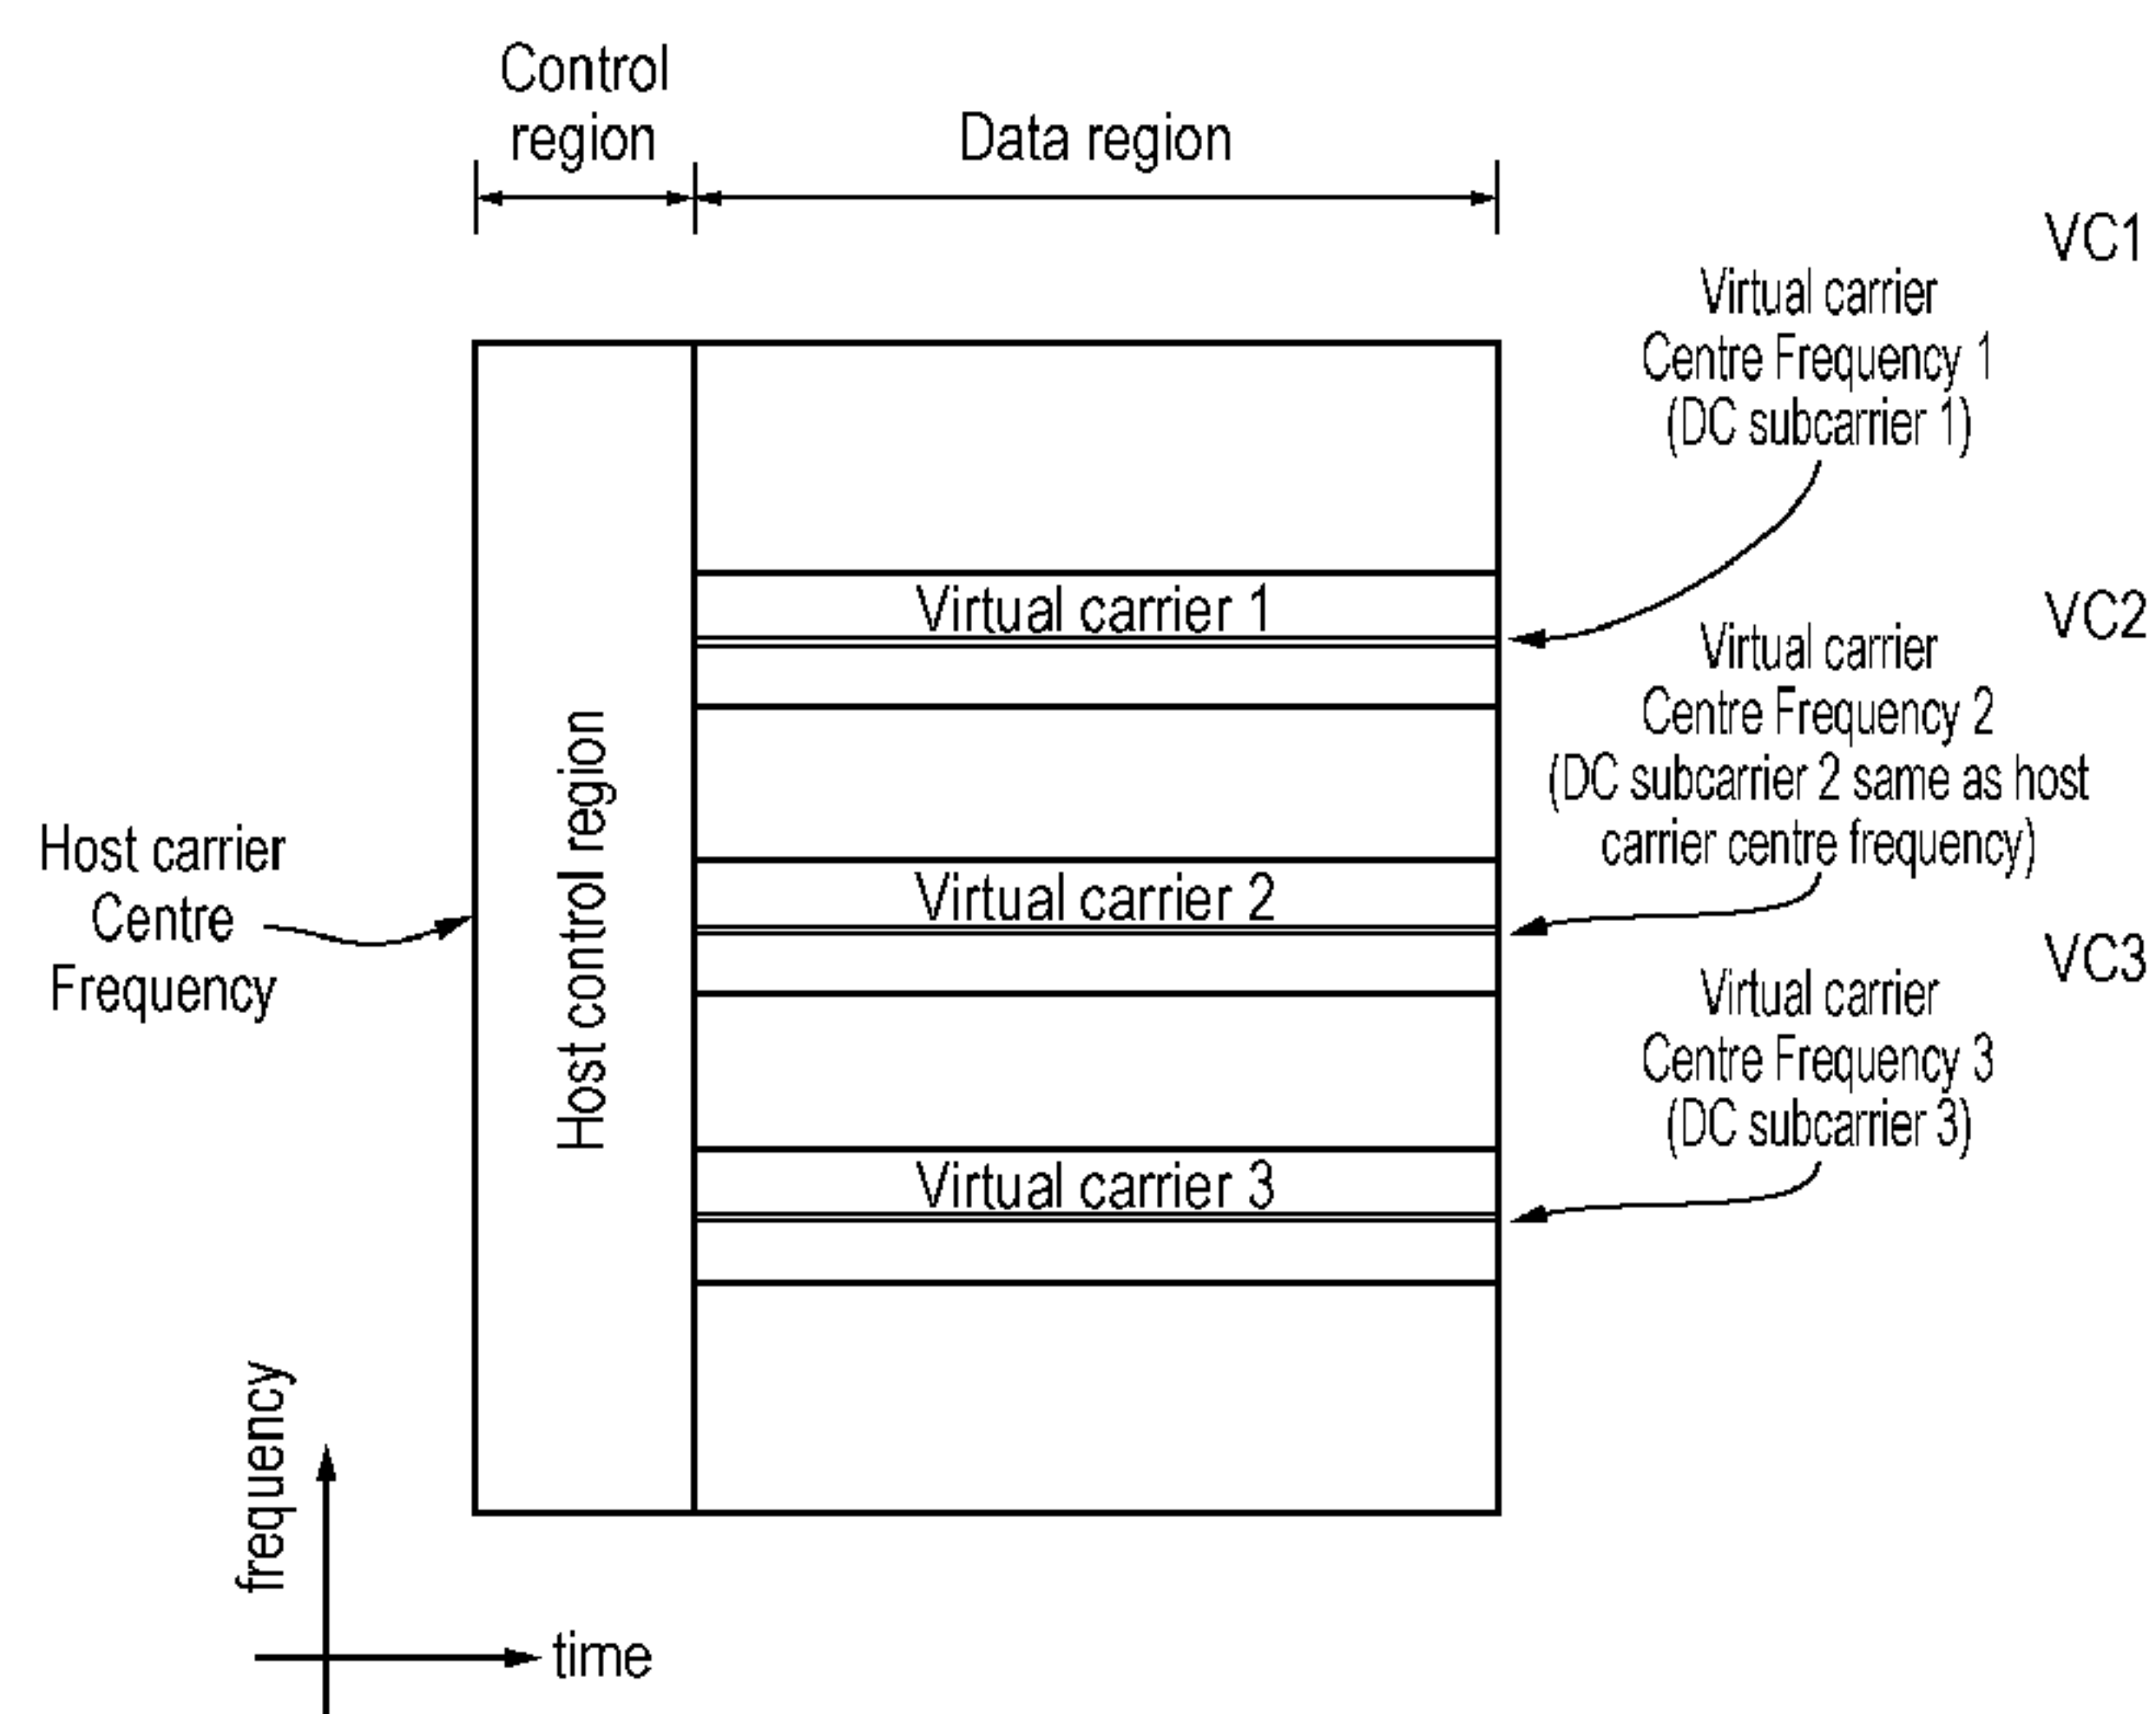 Control
region
Data region
VC1
Virtual carrier
Centre Frequency 1
(DC subcarrier 1)
Virtual carrier 1
VC2
Virtual carrier
Centre Frequency 2
(DC subcarrier 2 same as host
carrier centre frequency)
Host carrier
Centre
Frequency
Host control region
Virtual carrier 2
VC3
Virtual carrier
Centre Frequency 3
(DC subcarrier 3)
Virtual carrier 3
frequency
time